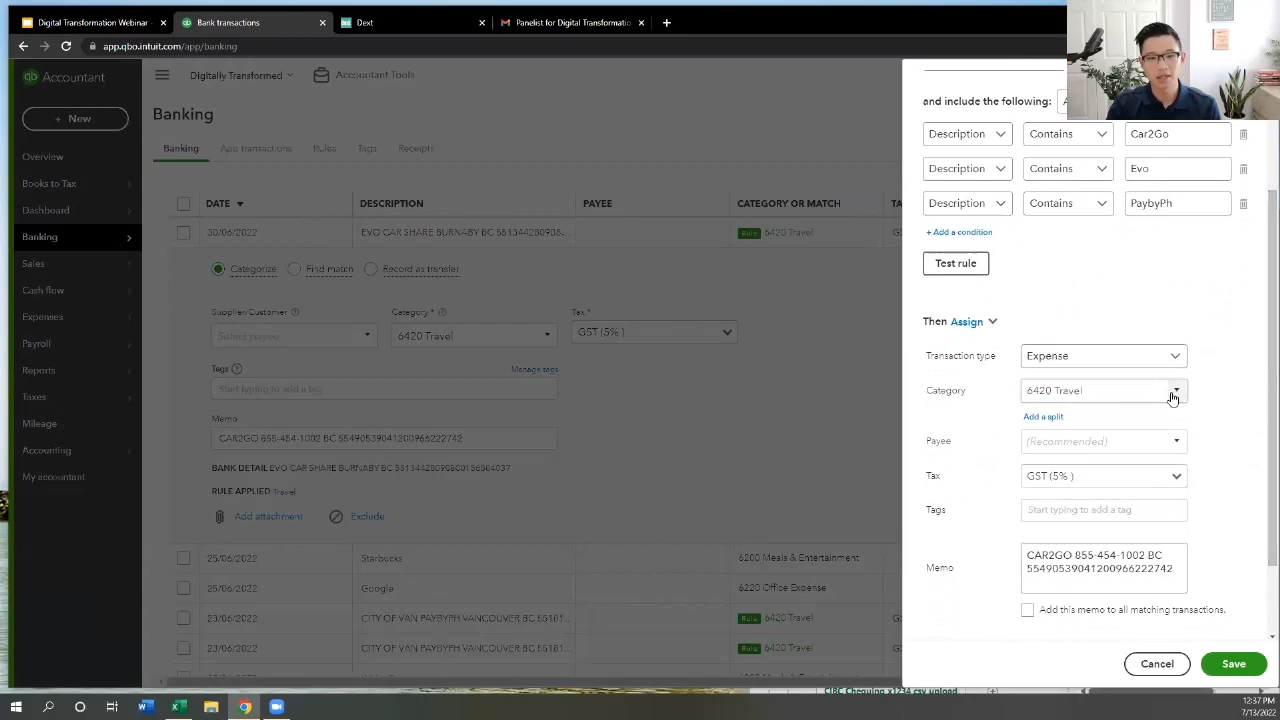 Digital Transformation Webinar
Bank transactions
Dext
Panelist for Digital Transformatio
app.qbo.intuit.com/app/banking
qb Accountant
Digitally Transformed
Accountant Tools
+ New
Banking
Banking
App transactions
Rules
Tags
Receipts
Overview
Books to Tax
Dashboard
Banking
Sales
Cash flow
Expenses
Payroll
Reports
Taxes
Mileage
Accounting
My accountant
DATE
DESCRIPTION
PAYEE
CATEGORY OR MATCH
30/06/2022
EVO CAR SHARE BURNABY BC 551344280908...
Rule 6420 Travel
Categorize
Find match
Record as transfer
Supplier/Customer
Category *
Tax *
Select payee
6420 Travel
GST (5% )
Tags
Manage tags
Start typing to add a tag
Memo
CAR2GO 855-454-1002 BC 55490539041200966222742
BANK DETAIL EVO CAR SHARE BURNABY BC 55134428090800156504037
RULE APPLIED Travel
Add attachment
Exclude
25/06/2022
Starbucks
6200 Meals & Entertainment
25/06/2022
Google
6220 Office Expense
23/06/2022
CITY OF VAN PAYBYPH VANCOUVER BC 55181...
Rule 6420 Travel
23/06/2022
CITY OF VAN PAYBYPH VANCOUVER BC 55181...
Rule 6420 Travel
and include the following:
Description
Contains
Car2Go
Description
Contains
Evo
Description
Contains
PaybyPh
+ Add a condition
Test rule
Then Assign
Transaction type
Expense
Category
6420 Travel
Add a split
Payee
(Recommended)
Tax
GST (5% )
Tags
Start typing to add a tag
Memo
CAR2GO 855-454-1002 BC
55490539041200966222742
Add this memo to all matching transactions.
Cancel
Save
CIBC Chequing x1234 csv upload
12:37 PM
7/13/2022